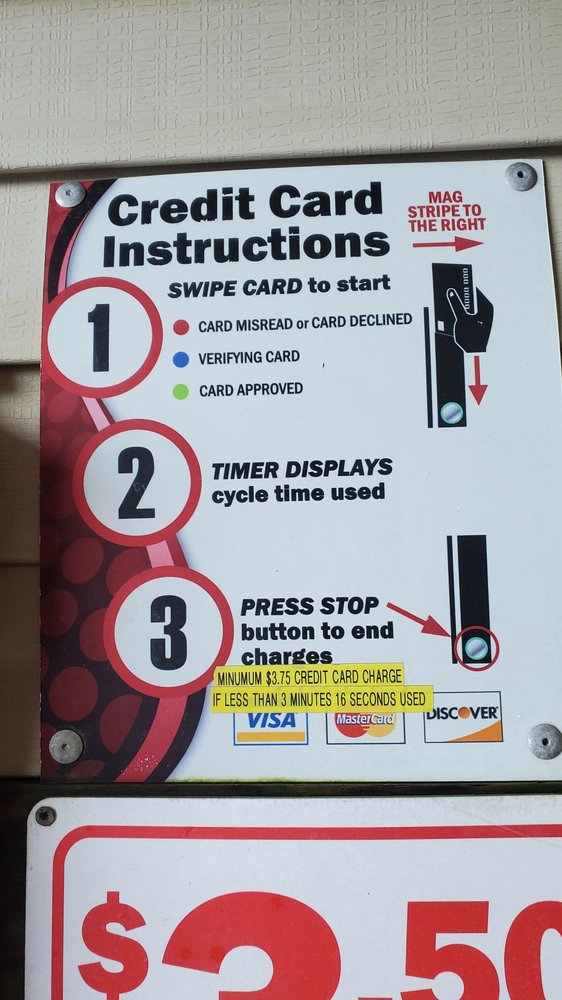 Credit Card
Instructions
MAG
STRIPE TO
THE RIGHT
1
SWIPE CARD to start
CARD MISREAD or CARD DECLINED
VERIFYING CARD
CARD APPROVED
2
TIMER DISPLAYS
cycle time used
3
PRESS STOP
button to end
charges
MINUMUM $3.75 CREDIT CARD CHARGE
IF LESS THAN 3 MINUTES 16 SECONDS USED
VISA
MasterCard
DISCOVER
$3.50